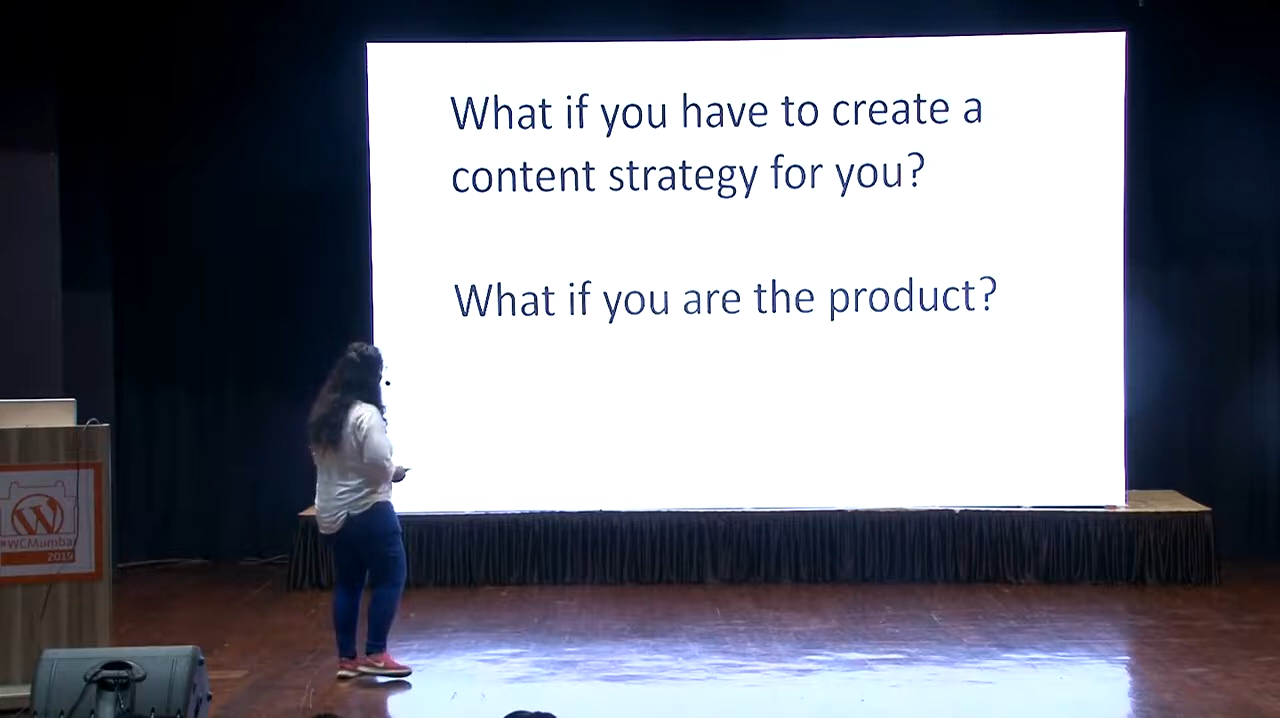 What if you have to create a
content strategy for you?
What if you are the product?
#WCMumbai
2019